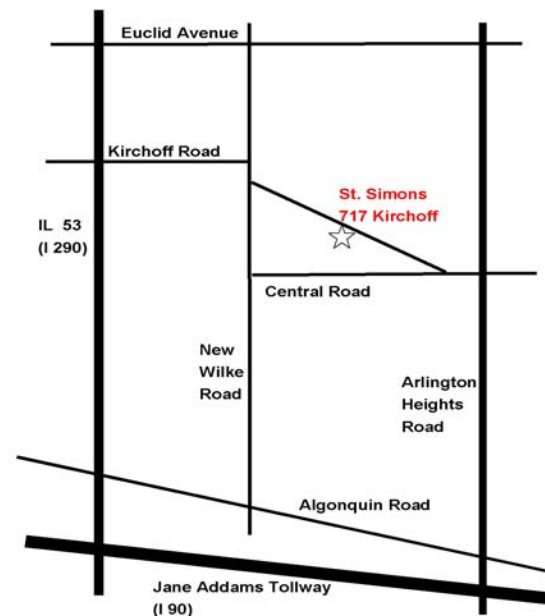 Euclid Avenue
Kirchoff Road
St. Simons
717 Kirchoff
IL 53
(I 290)
Central Road
New
Wilke
Road
Arlington
Heights
Road
Algonquin Road
Jane Addams Tollway
(I 90)